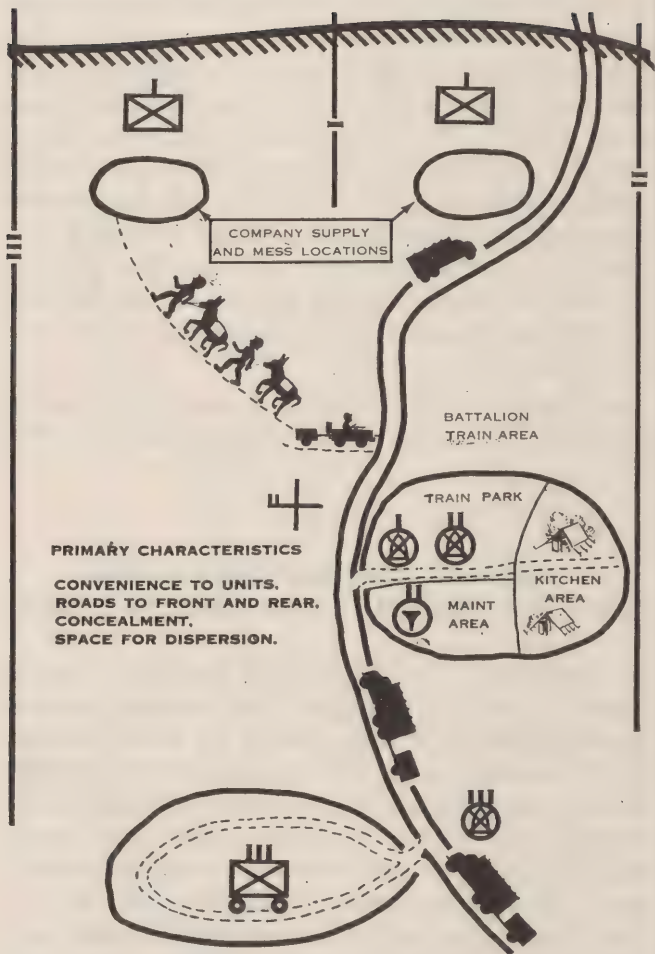 COMPANY SUPPLY
AND MESS LOCATIONS
BATTALION
TRAIN AREA
TRAIN PARK
KITCHEN
AREA
MAINT
AREA
PRIMARY CHARACTERISTICS
CONVENIENCE TO UNITS.
ROADS TO FRONT AND REAR.
CONCEALMENT.
SPACE FOR DISPERSION.